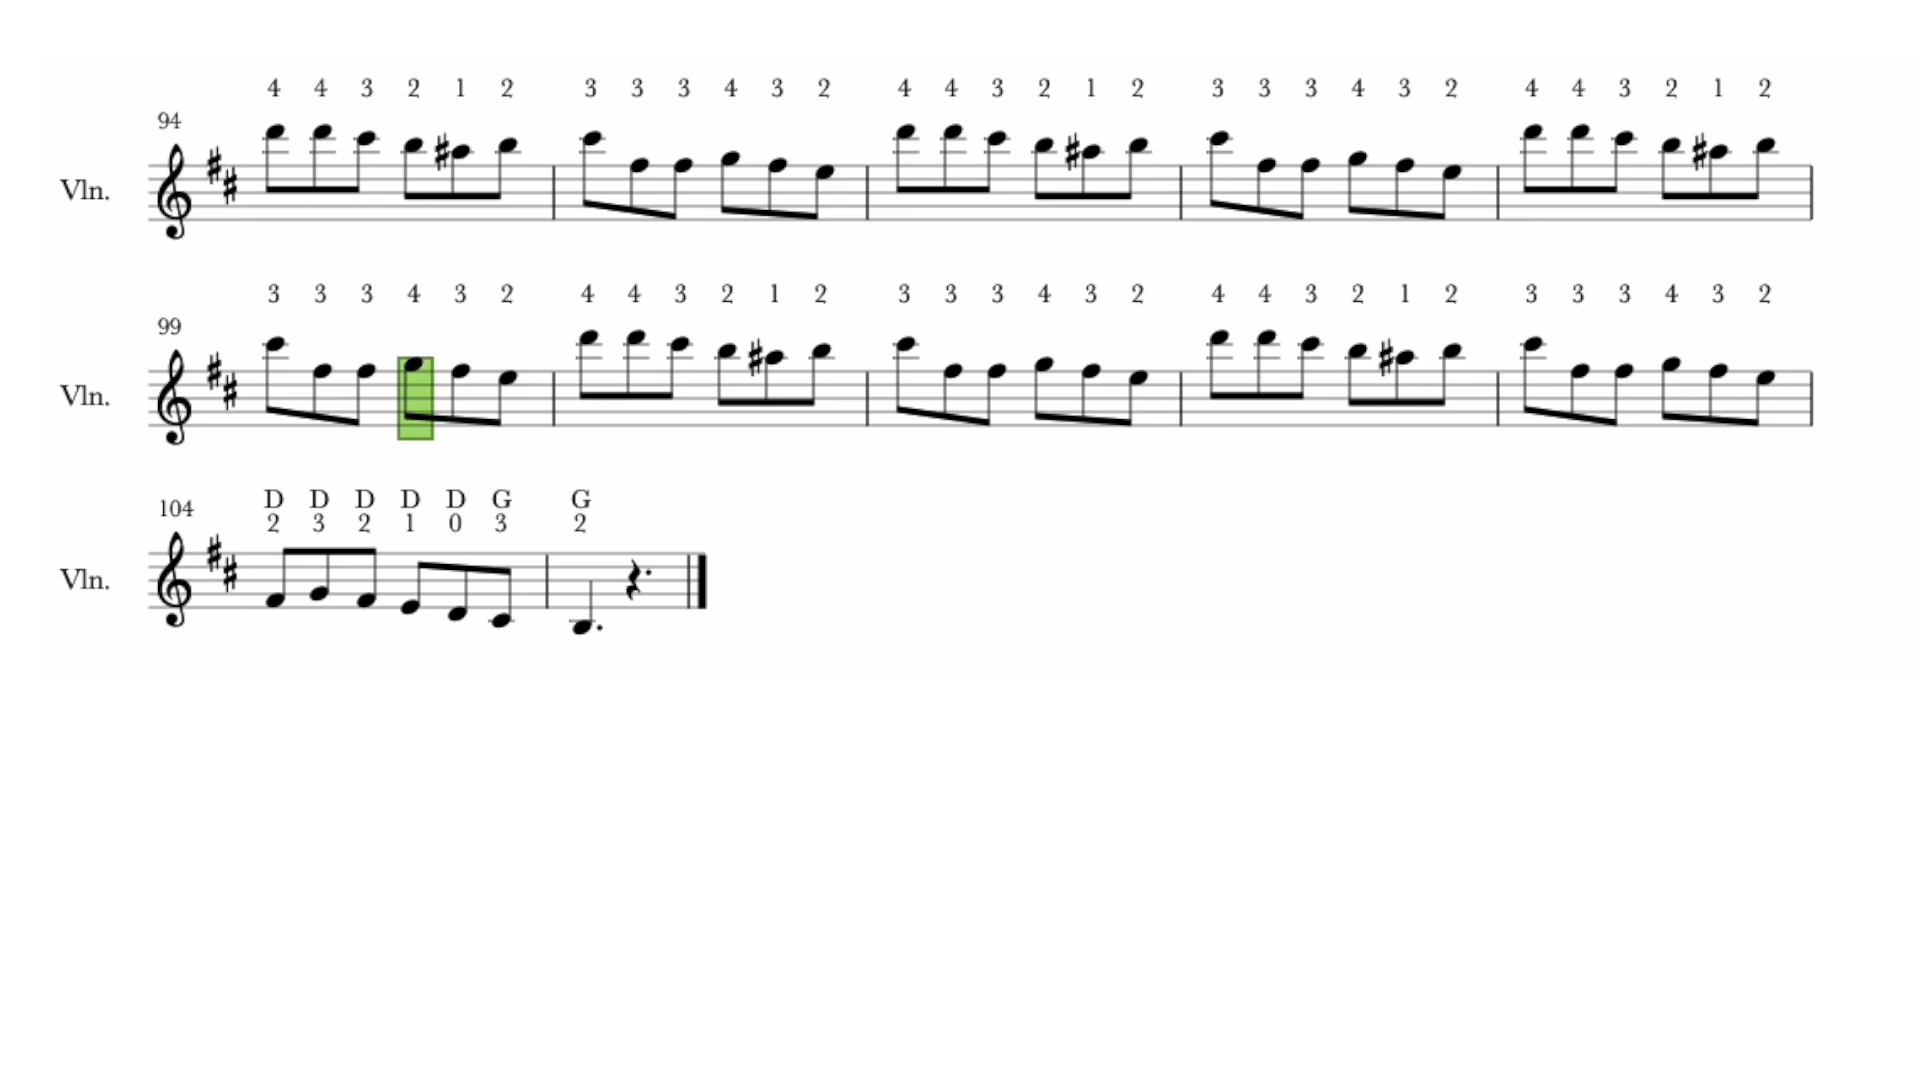 4 4 3 2 1 2 3 3 3 4 3 2 4 4 3 2 1 2 3 3 3 4 3 2 4 4 3 2 1 2
94
Vln.
3 3 3 4 3 2 4 4 3 2 1 2 3 3 3 4 3 2 4 4 3 2 1 2 3 3 3 4 3 2
99
Vln.
D D D D D G G
104
2 3 2 1 0 3 2
Vln.